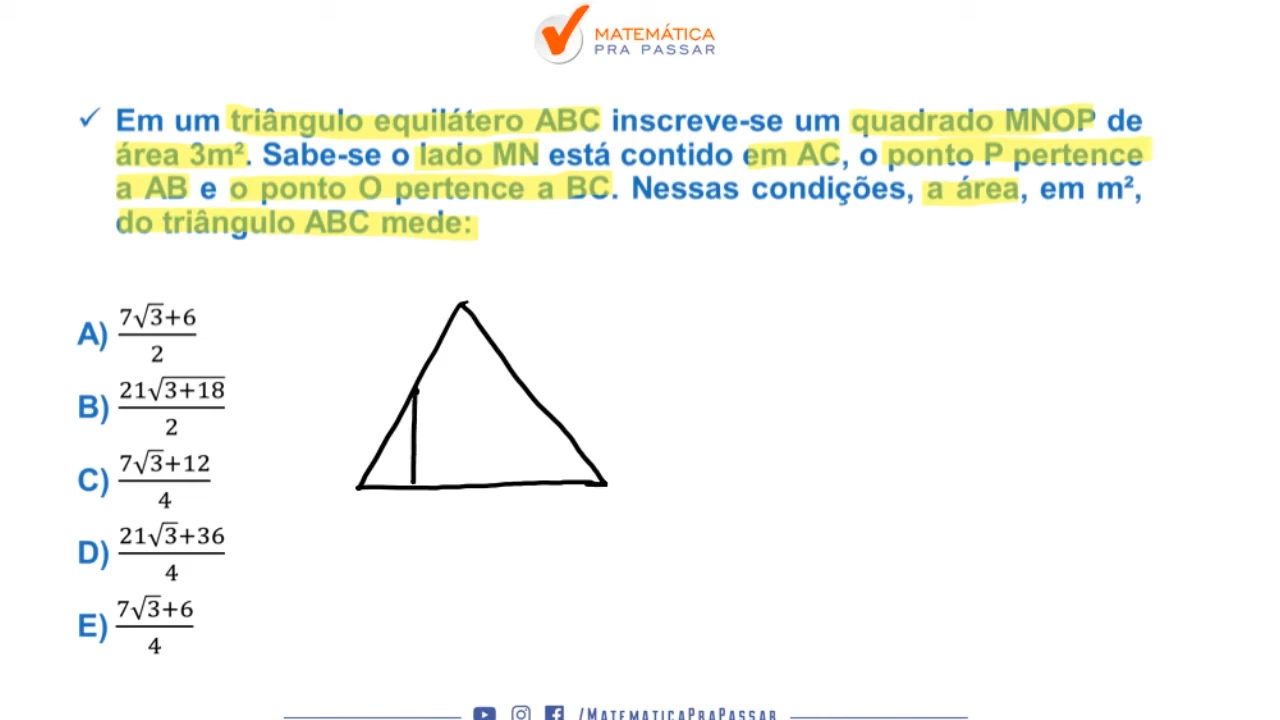 MATEMÁTICA
PRA PASSAR
✓ Em um triângulo equilátero ABC inscreve-se um quadrado MNOP de
área 3m². Sabe-se o lado MN está contido em AC, o ponto P pertence
a AB e o ponto O pertence a BC. Nessas condições, a área, em m²,
do triângulo ABC mede:
A) (7√3+6)/2
B) (21√(3+18))/2
C) (7√3+12)/4
D) (21√3+36)/4
E) (7√3+6)/4
/MATEMATICAPRAPASSAR